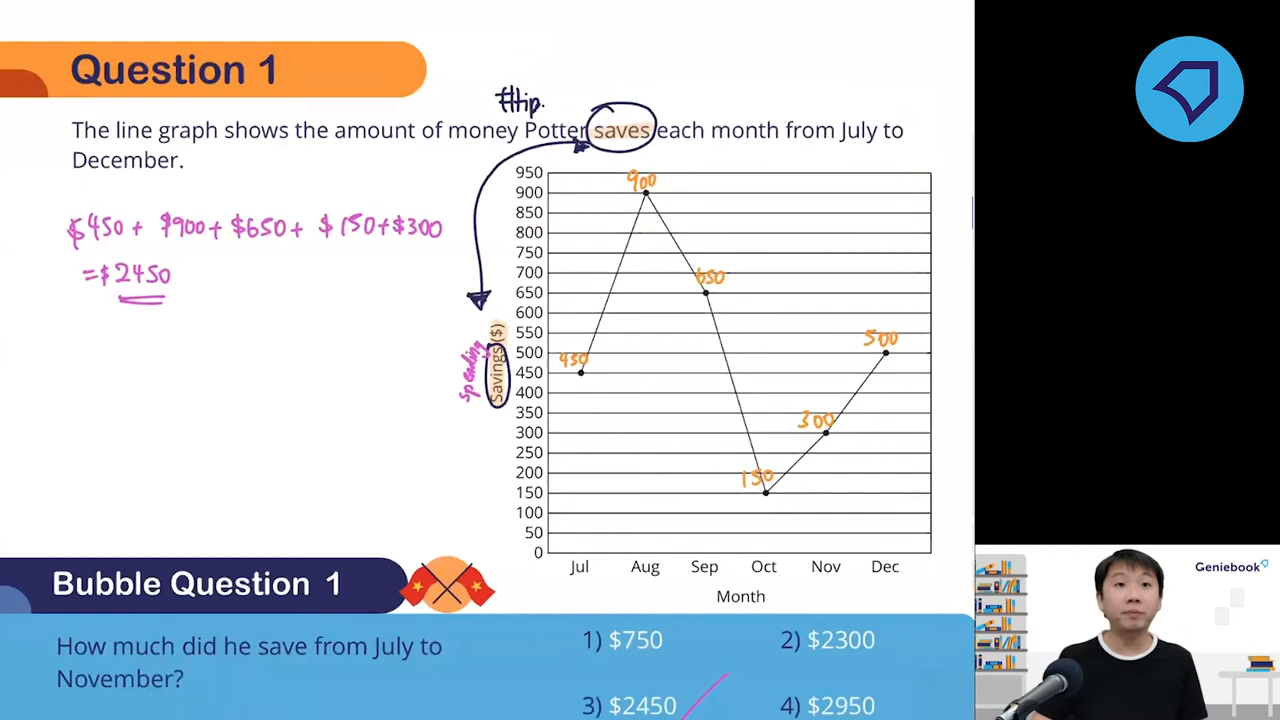 Question 1
#tip.
The line graph shows the amount of money Potter saves each month from July to
December.
$450 + $900 + $650 + $150 + $300
= $2450
950
900
850
800
750
700
650
600
550
500
450
400
350
300
250
200
150
100
50
0
900
650
500
450
300
150
Savings ($)
spending
Jul Aug Sep Oct Nov Dec
Month
Bubble Question 1
How much did he save from July to
November?
1) $750
2) $2300
3) $2450
4) $2950
Geniebook